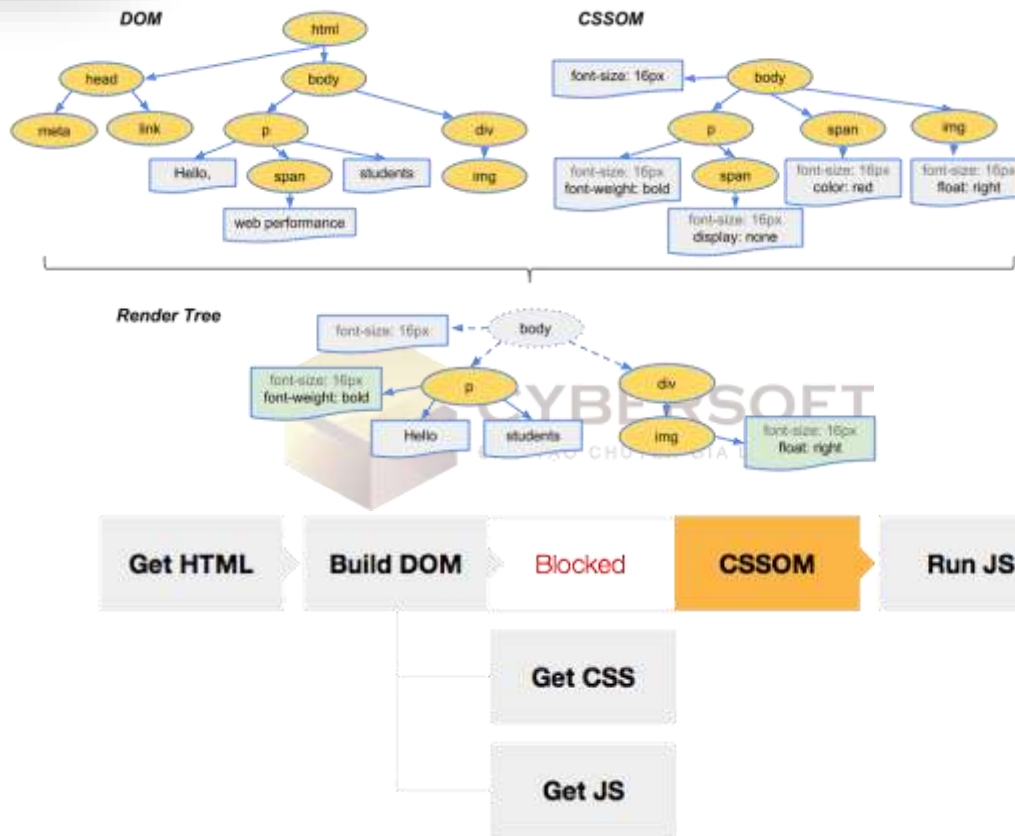 DOM
CSSOM
html
head
body
meta
link
p
div
Hello,
span
students
img
web performance
font-size: 16px
body
p
span
img
font-size: 16px
font-weight: bold
span
font-size: 16px
color: red
font-size: 16px
float: right
font-size: 16px
display: none
Render Tree
font-size: 16px
body
font-size: 16px
font-weight: bold
p
div
CYBERSOFT
Hello
students
img
font-size: 16px
float: right
Get HTML
Build DOM
Blocked
CSSOM
Run JS
Get CSS
Get JS